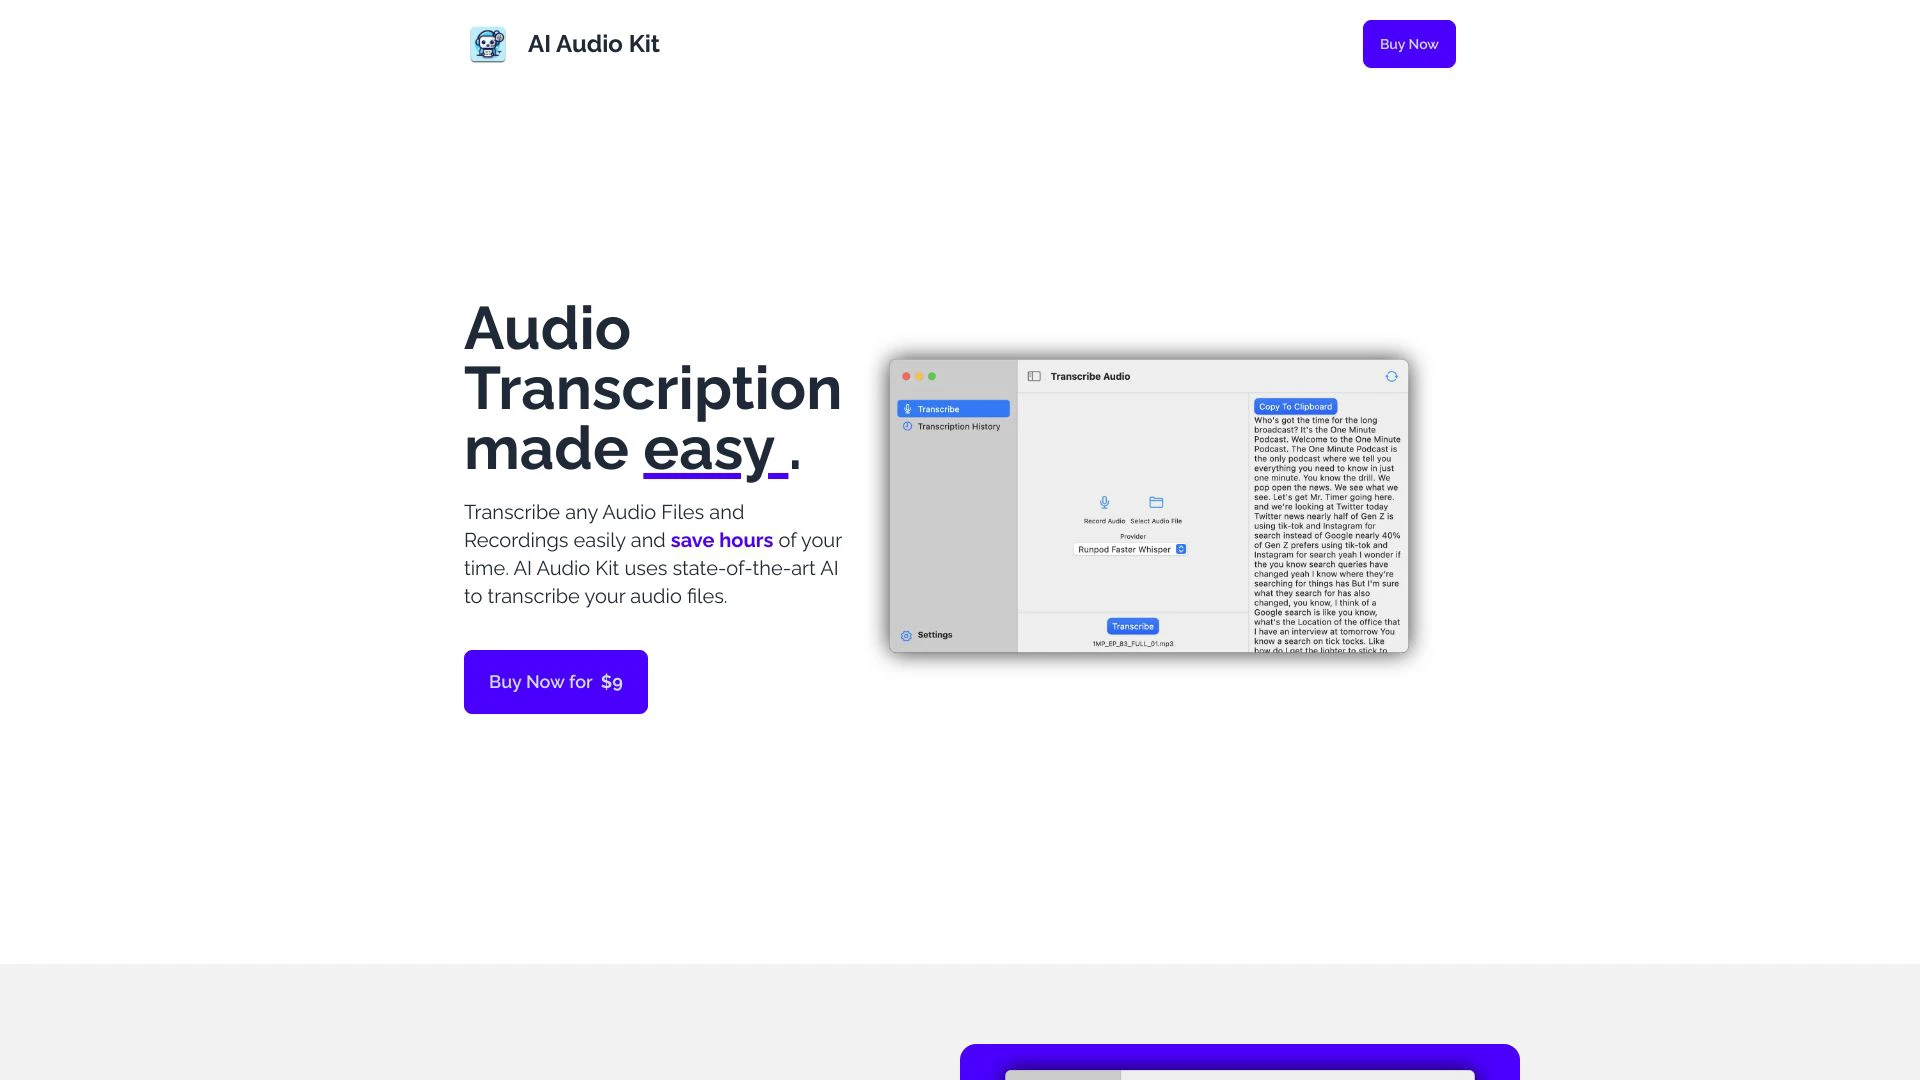 AI Audio Kit
Buy Now
Audio
Transcription
made easy .
Transcribe any Audio Files and
Recordings easily and save hours of your
time. AI Audio Kit uses state-of-the-art AI
to transcribe your audio files.
Buy Now for $9
Transcribe Audio
Transcribe
Transcription History
Settings
Record Audio Select Audio File
Provider
Runpod Faster Whisper
Transcribe
1MP_EP_83_FULL_01.mp3
Copy To Clipboard
Who's got the time for the long
broadcast? It's the One Minute
Podcast. Welcome to the One Minute
Podcast. The One Minute Podcast is
the only podcast where we tell you
everything you need to know in just
one minute. You know the drill. We
pop open the news. We see what we
see. Let's get Mr. Timer going here.
and we're looking at Twitter today
Twitter news nearly half of Gen Z is
using tik-tok and Instagram for
search instead of Google nearly 40%
of Gen Z prefers using tik-tok and
Instagram for search yeah I wonder if
the you know search queries have
changed yeah I know where they're
searching for things has But I'm sure
what they search for has also
changed, you know, I think of a
Google search is like you know,
what's the Location of the office that
I have an interview at tomorrow You
know a search on tick tocks. Like
how do I get the lighter to stick to